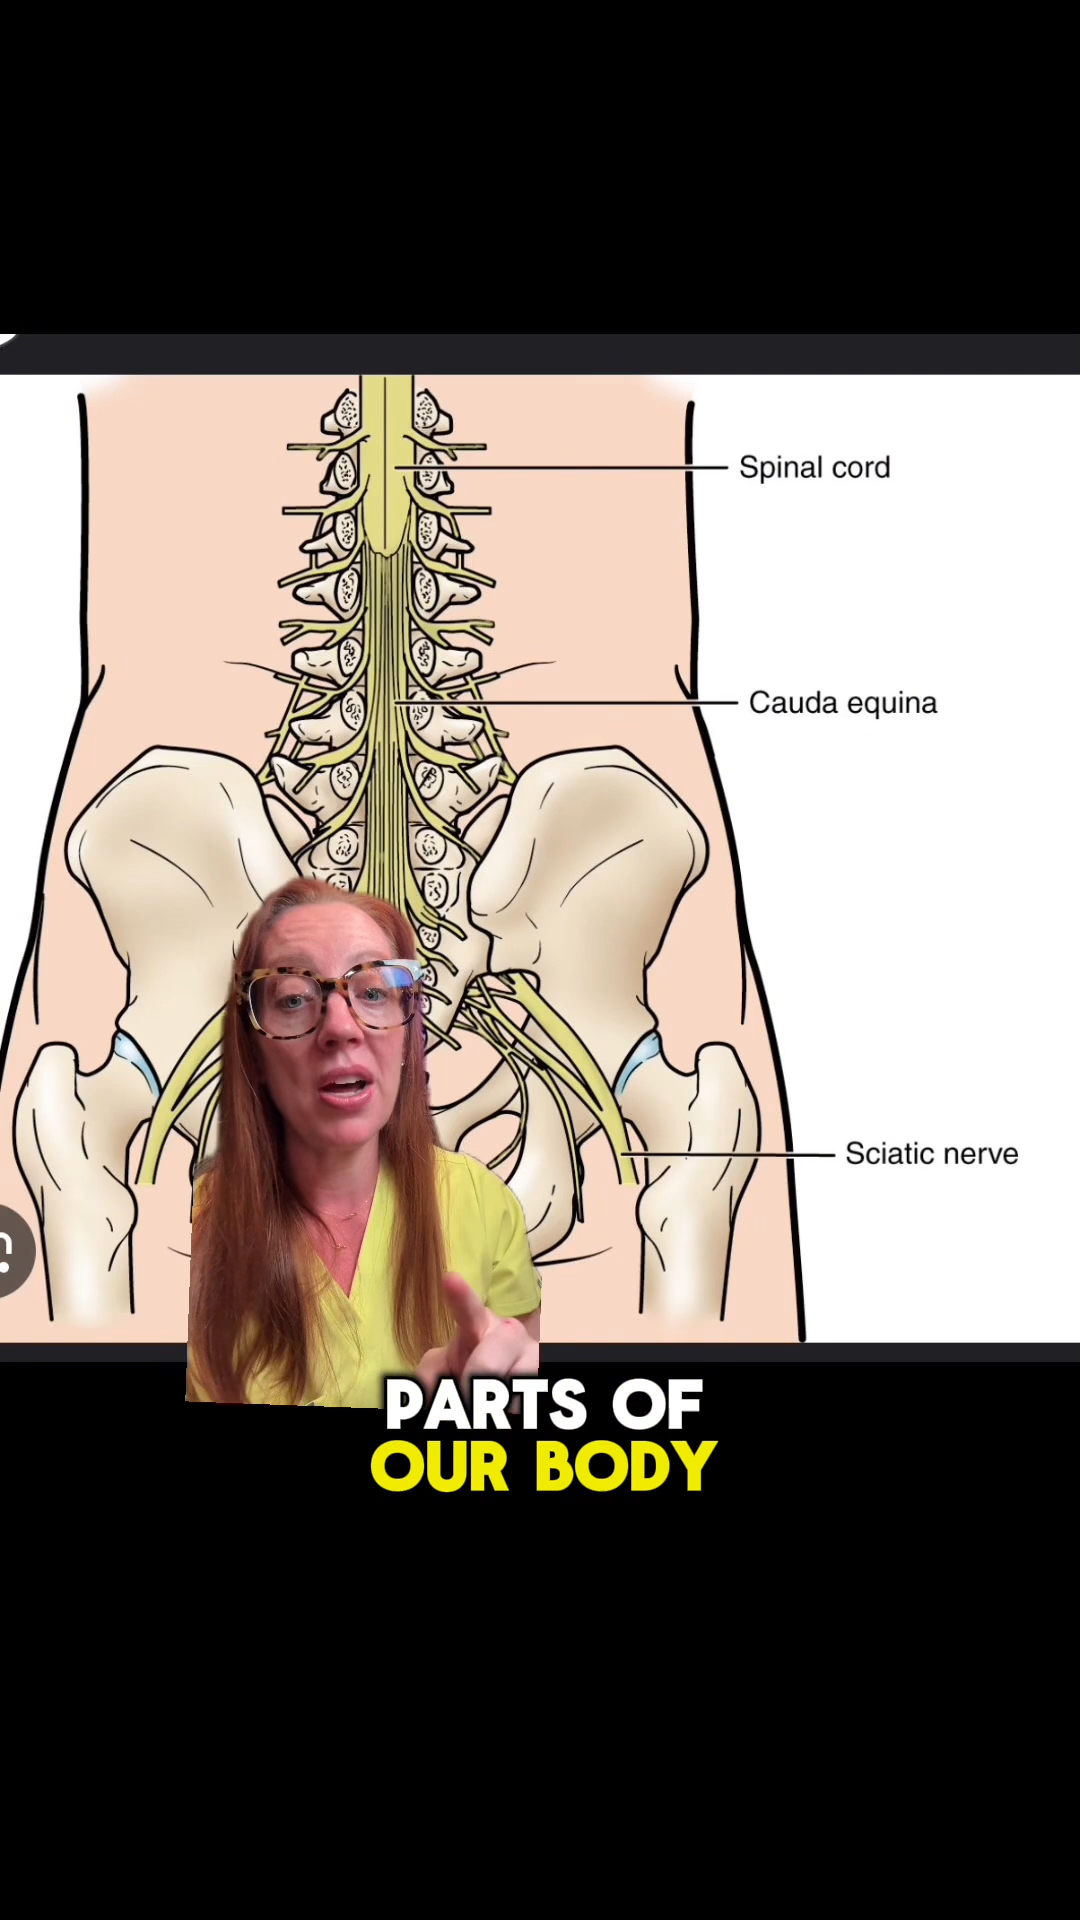 Spinal cord
Cauda equina
Sciatic nerve
PARTS OF
OUR BODY